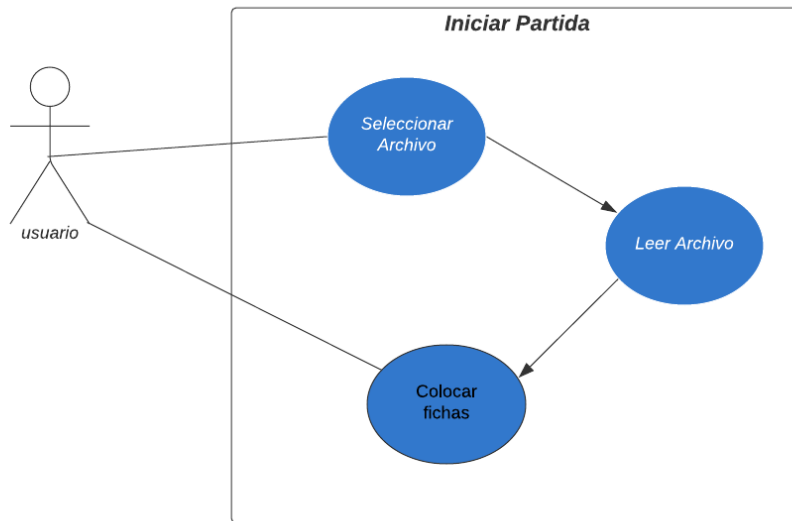 Iniciar Partida
Seleccionar
Archivo
usuario
Leer Archivo
Colocar
fichas